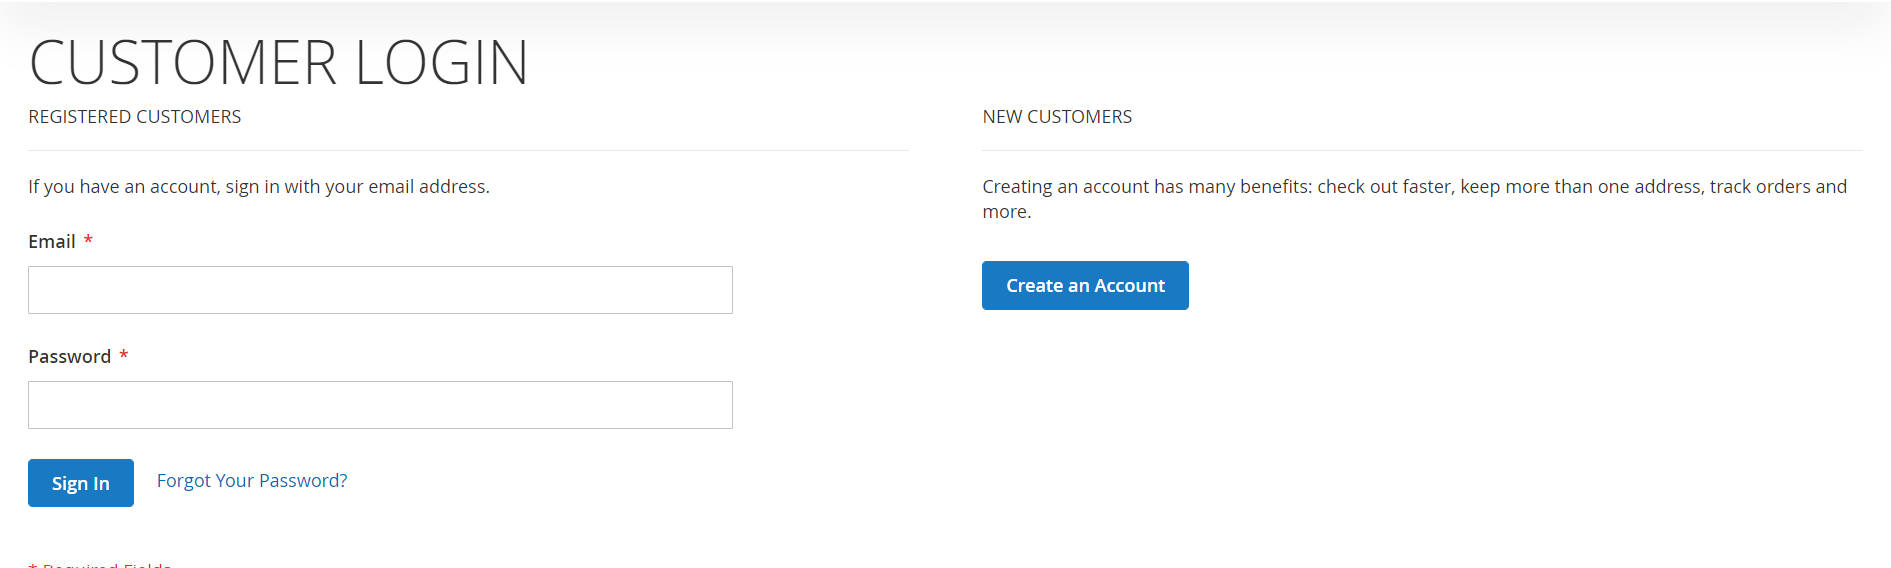 CUSTOMER LOGIN
REGISTERED CUSTOMERS
If you have an account, sign in with your email address.
Email *
Password *
Sign In
Forgot Your Password?
* Required Fields
NEW CUSTOMERS
Creating an account has many benefits: check out faster, keep more than one address, track orders and
more.
Create an Account